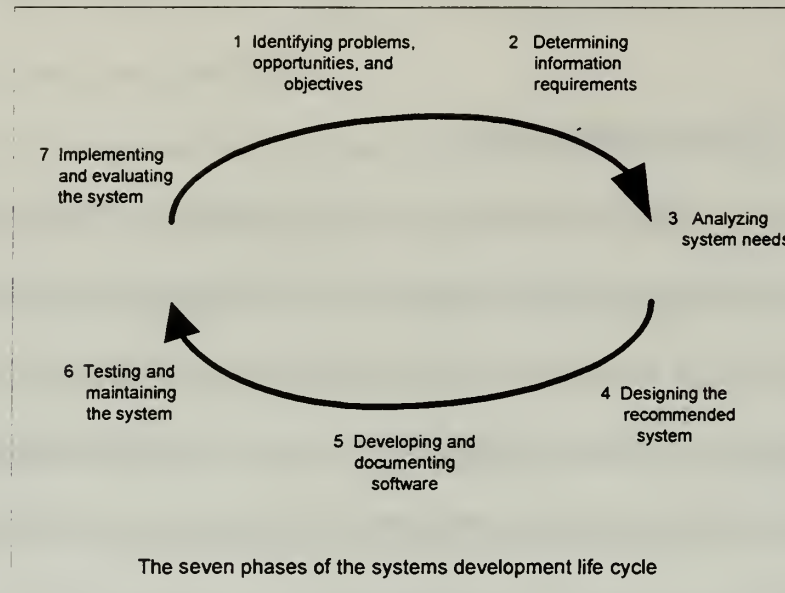 1 Identifying problems,
opportunities, and
objectives
2 Determining
information
requirements
3 Analyzing
system needs
4 Designing the
recommended
system
5 Developing and
documenting
software
6 Testing and
maintaining
the system
7 Implementing
and evaluating
the system
The seven phases of the systems development life cycle